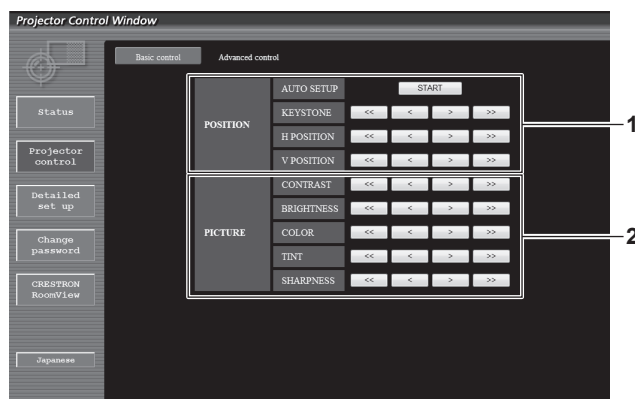 Projector Control Window
Basic control Advanced control
Status
Projector control
Detailed set up
Change password
CRESTRON RoomView
Japanese
POSITION
AUTO SETUP START
KEYSTONE << < > >>
H POSITION << < > >>
V POSITION << < > >>
1
PICTURE
CONTRAST << < > >>
BRIGHTNESS << < > >>
COLOR << < > >>
TINT << < > >>
SHARPNESS << < > >>
2